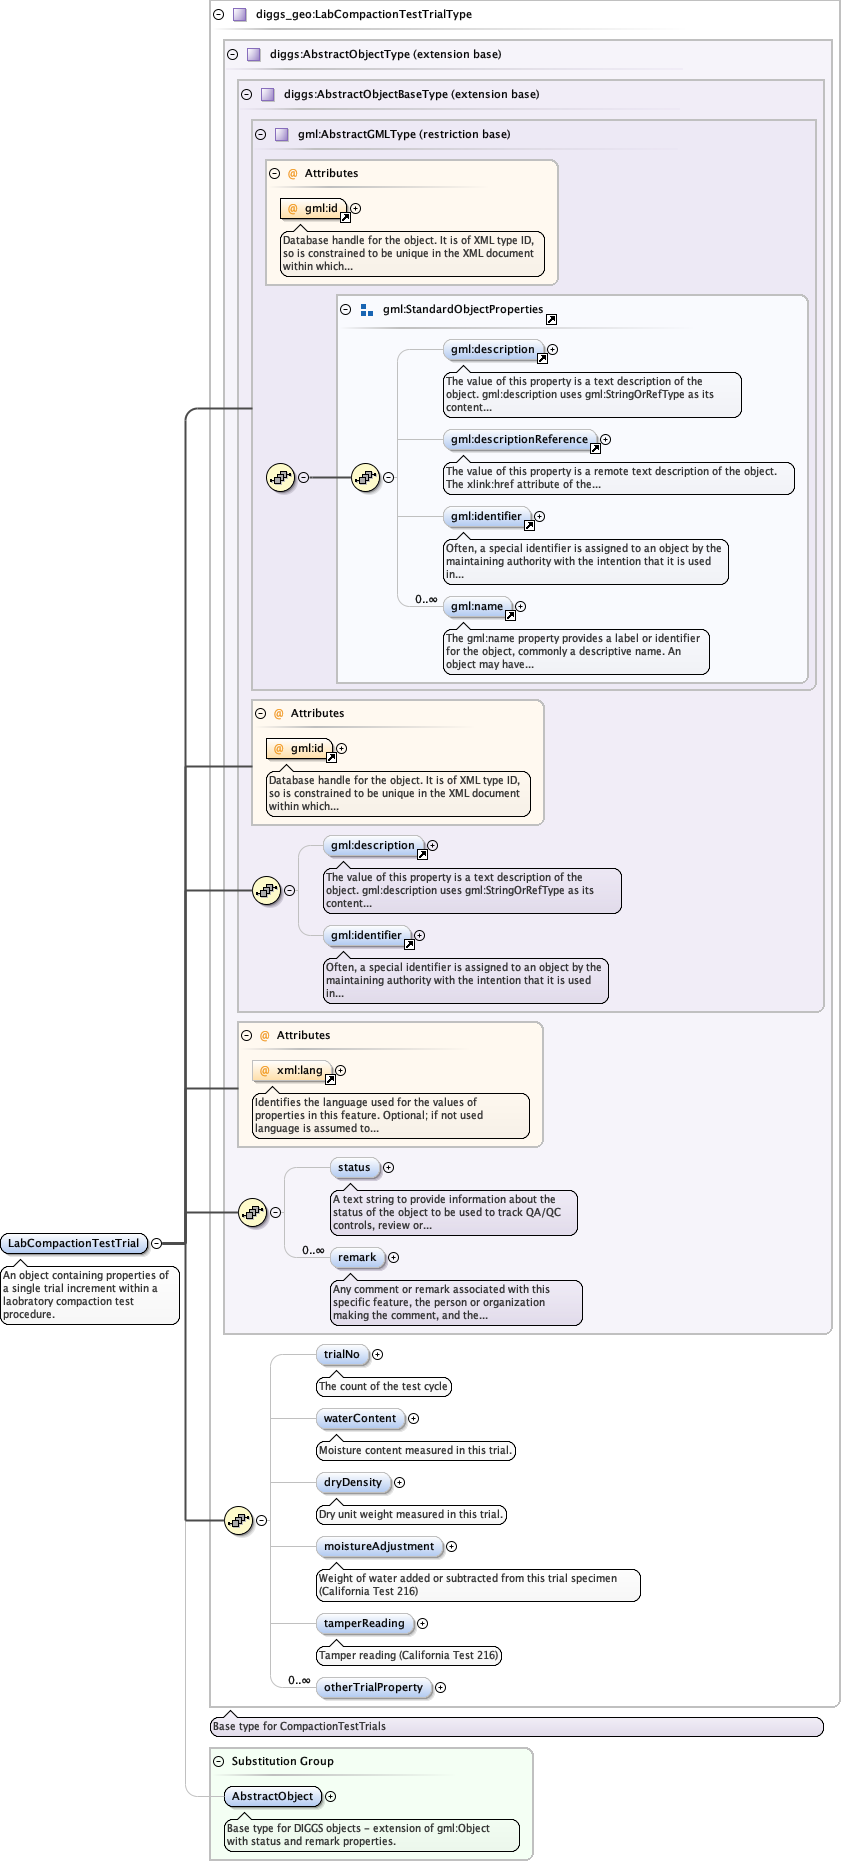 diggs_geo:LabCompactionTestTrialType
diggs:AbstractObjectType (extension base)
diggs:AbstractObjectBaseType (extension base)
gml:AbstractGMLType (restriction base)
@ Attributes
@ gml:id
Database handle for the object. It is of XML type ID,
so is constrained to be unique in the XML document
within which...
gml:StandardObjectProperties
gml:description
The value of this property is a text description of the
object. gml:description uses gml:StringOrRefType as its
content...
gml:descriptionReference
The value of this property is a remote text description of the object.
The xlink:href attribute of the...
gml:identifier
Often, a special identifier is assigned to an object by the
maintaining authority with the intention that it is used
in...
0..∞ gml:name
The gml:name property provides a label or identifier
for the object, commonly a descriptive name. An
object may have...
@ Attributes
@ gml:id
Database handle for the object. It is of XML type ID,
so is constrained to be unique in the XML document
within which...
gml:description
The value of this property is a text description of the
object. gml:description uses gml:StringOrRefType as its
content...
gml:identifier
Often, a special identifier is assigned to an object by the
maintaining authority with the intention that it is used
in...
@ Attributes
@ xml:lang
Identifies the language used for the values of
properties in this feature. Optional; if not used
language is assumed to...
status
A text string to provide information about the
status of the object to be used to track QA/QC
controls, review or...
0..∞ remark
Any comment or remark associated with this
specific feature, the person or organization
making the comment, and the...
LabCompactionTestTrial
An object containing properties of
a single trial increment within a
laobratory compaction test
procedure.
trialNo
The count of the test cycle
waterContent
Moisture content measured in this trial.
dryDensity
Dry unit weight measured in this trial.
moistureAdjustment
Weight of water added or subtracted from this trial specimen
(California Test 216)
tamperReading
Tamper reading (California Test 216)
0..∞ otherTrialProperty
Base type for CompactionTestTrials
Substitution Group
AbstractObject
Base type for DIGGS objects - extension of gml:Object
with status and remark properties.